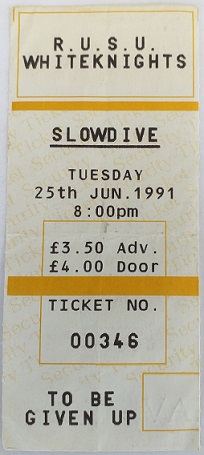 R.U.S.U.
WHITEKNIGHTS
SLOWDIVE
TUESDAY
25th JUN.1991
8:00pm
£3.50 Adv.
£4.00 Door
TICKET NO.
00346
TO BE
GIVEN UP